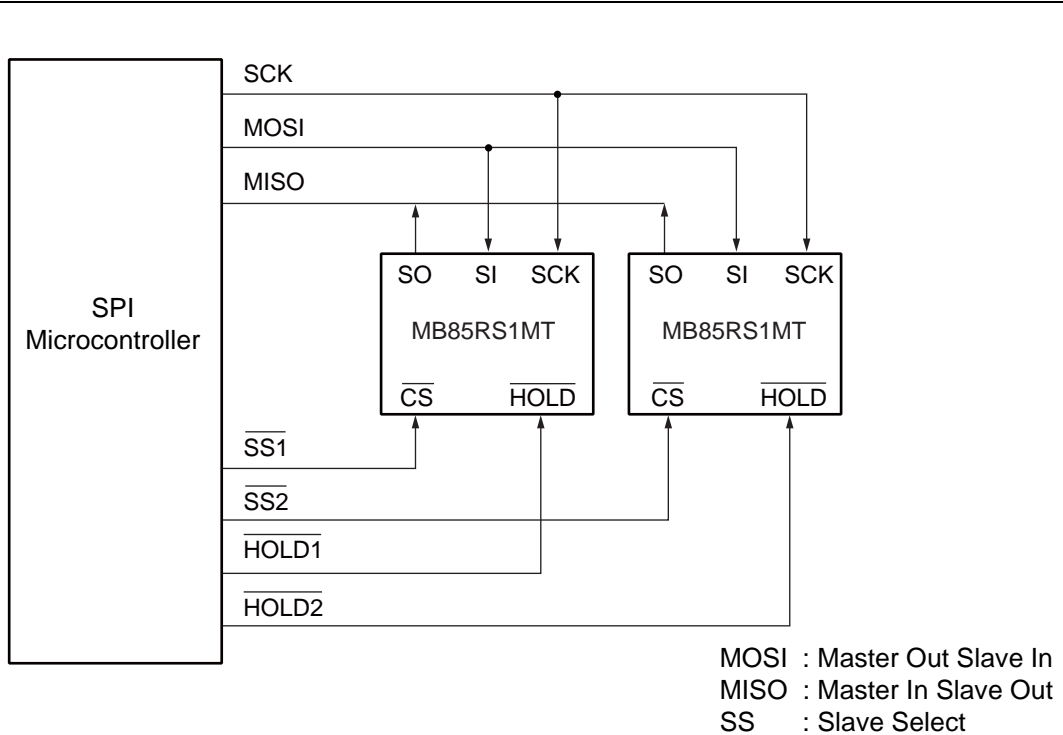 SCK
MOSI
MISO
SO SI SCK
MB85RS1MT
CS HOLD
SO SI SCK
MB85RS1MT
CS HOLD
SPI
Microcontroller
SS1
SS2
HOLD1
HOLD2
MOSI : Master Out Slave In
MISO : Master In Slave Out
SS : Slave Select